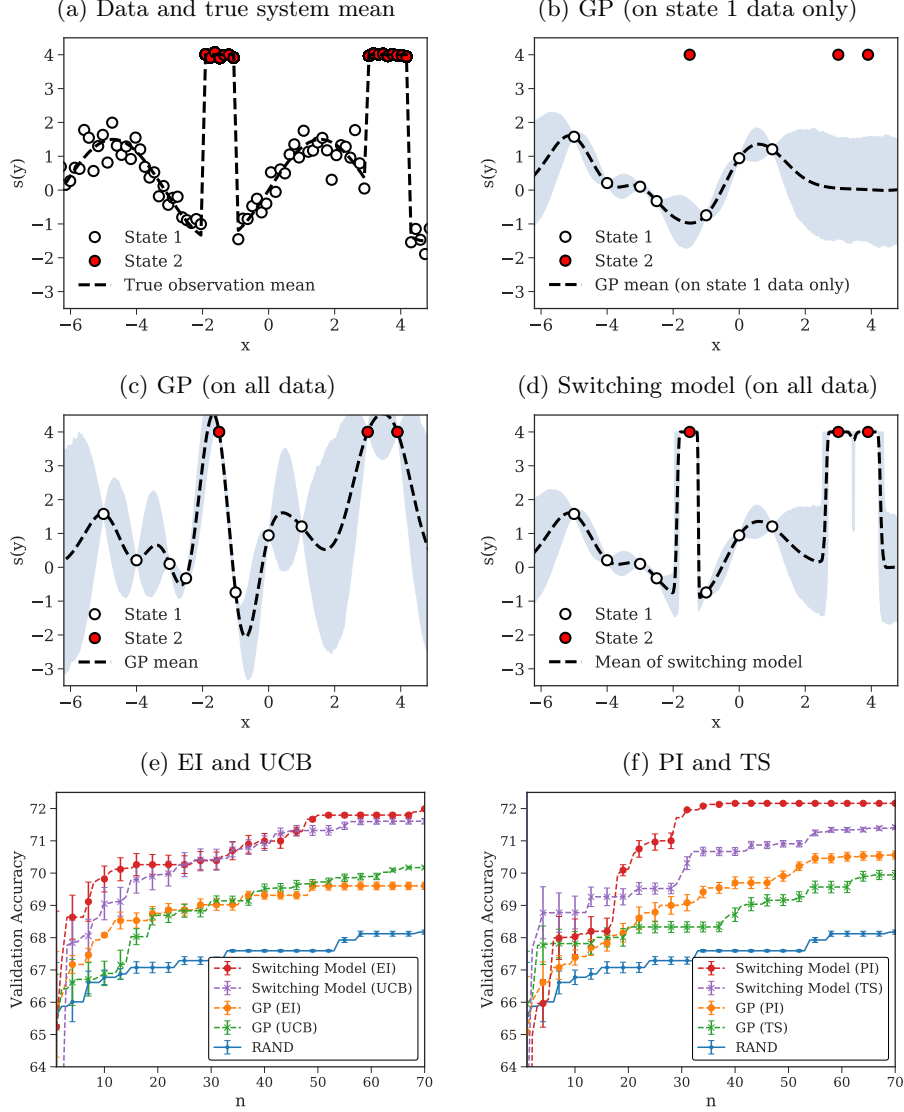 (a) Data and true system mean
(b) GP (on state 1 data only)
4
3
2
1
0
−1
−2
−3
s(y)
State 1
State 2
True observation mean
−6 −4 −2 0 2 4
x
4
3
2
1
0
−1
−2
−3
s(y)
State 1
State 2
GP mean (on state 1 data only)
−6 −4 −2 0 2 4
x
(c) GP (on all data)
(d) Switching model (on all data)
4
3
2
1
0
−1
−2
−3
s(y)
State 1
State 2
GP mean
−6 −4 −2 0 2 4
x
4
3
2
1
0
−1
−2
−3
s(y)
State 1
State 2
Mean of switching model
−6 −4 −2 0 2 4
x
(e) EI and UCB
(f) PI and TS
72
71
70
69
68
67
66
65
64
Validation Accuracy
Switching Model (EI)
Switching Model (UCB)
GP (EI)
GP (UCB)
RAND
10 20 30 40 50 60 70
n
72
71
70
69
68
67
66
65
64
Validation Accuracy
Switching Model (PI)
Switching Model (TS)
GP (PI)
GP (TS)
RAND
10 20 30 40 50 60 70
n